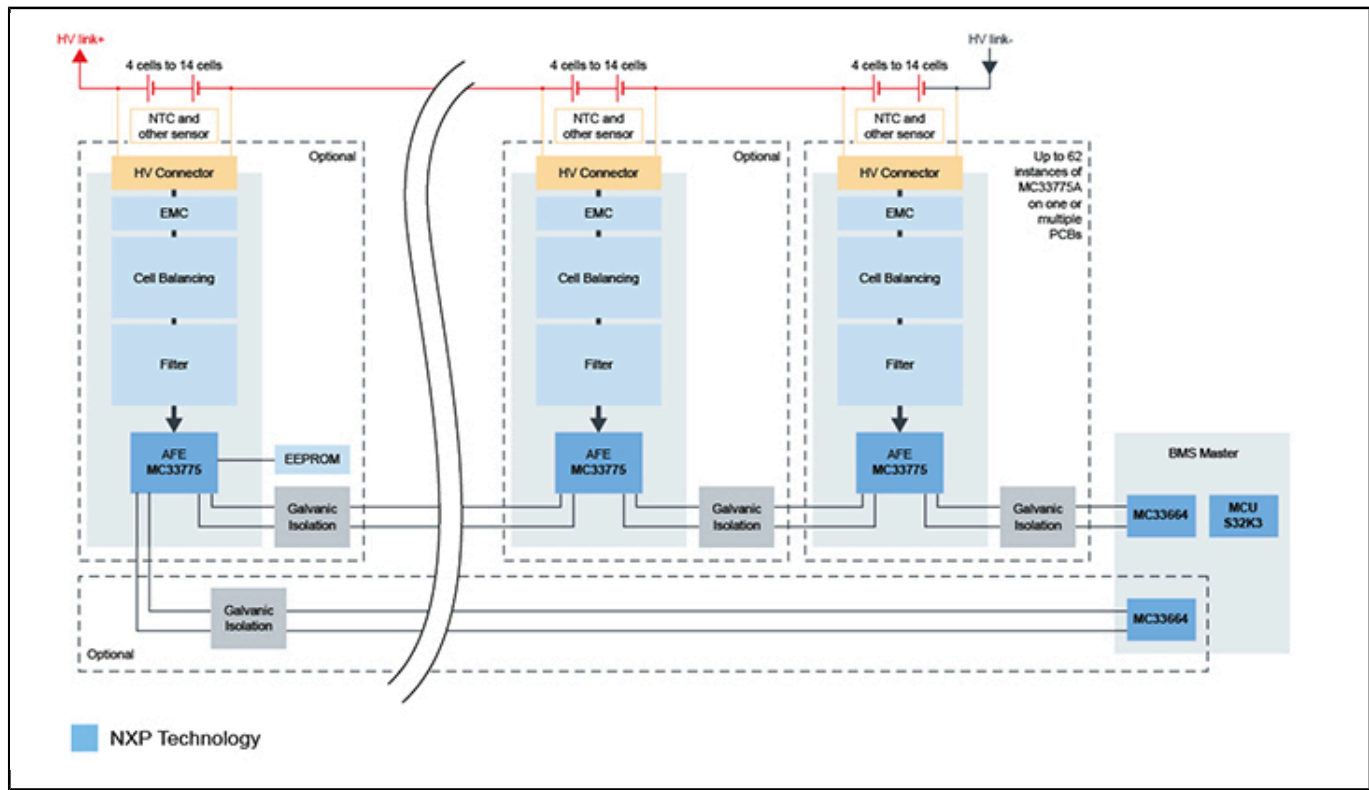 HV link+
HV link-
4 cells to 14 cells
4 cells to 14 cells
4 cells to 14 cells
NTC and
other sensor
NTC and
other sensor
NTC and
other sensor
Optional
Optional
Up to 62
instances of
MC33775A
on one or
multiple
PCBs
HV Connector
HV Connector
HV Connector
EMC
EMC
EMC
Cell Balancing
Cell Balancing
Cell Balancing
Filter
Filter
Filter
AFE
MC33775
EEPROM
AFE
MC33775
AFE
MC33775
BMS Master
Galvanic
Isolation
Galvanic
Isolation
Galvanic
Isolation
MC33664
MCU
S32K3
Galvanic
Isolation
MC33664
Optional
NXP Technology